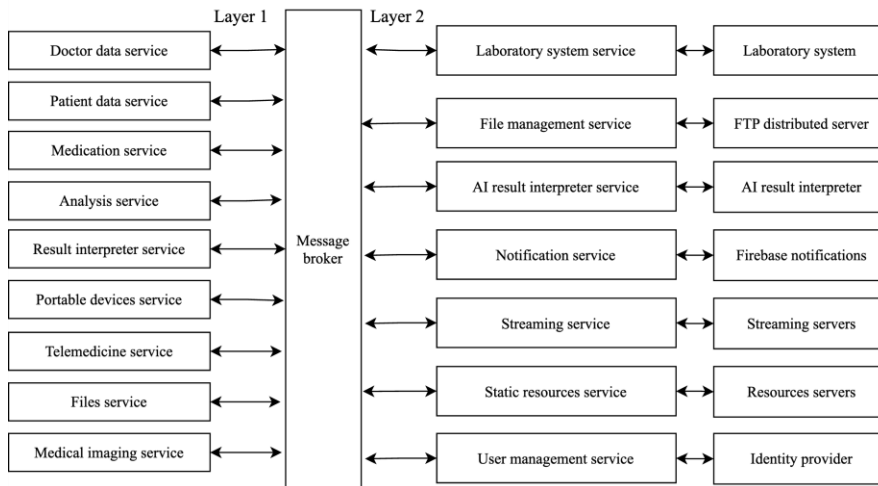 Layer 1
Layer 2
Doctor data service
Laboratory system service
Laboratory system
Patient data service
File management service
FTP distributed server
Medication service
AI result interpreter service
AI result interpreter
Analysis service
Result interpreter service
Message
broker
Notification service
Firebase notifications
Portable devices service
Streaming service
Streaming servers
Telemedicine service
Files service
Static resources service
Resources servers
Medical imaging service
User management service
Identity provider